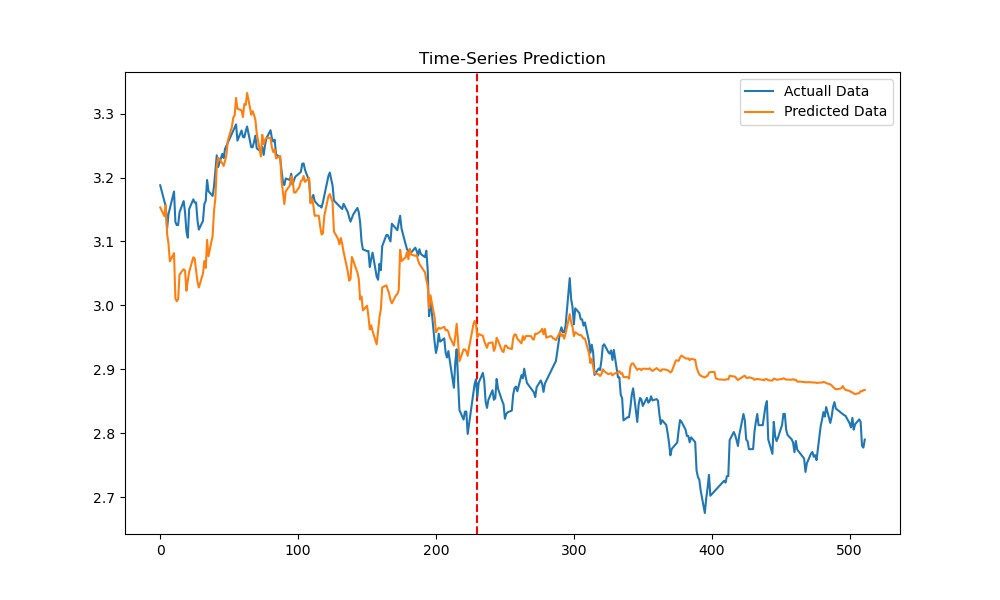 Time-Series Prediction
Actuall Data
Predicted Data
3.3
3.2
3.1
3.0
2.9
2.8
2.7
0 100 200 300 400 500